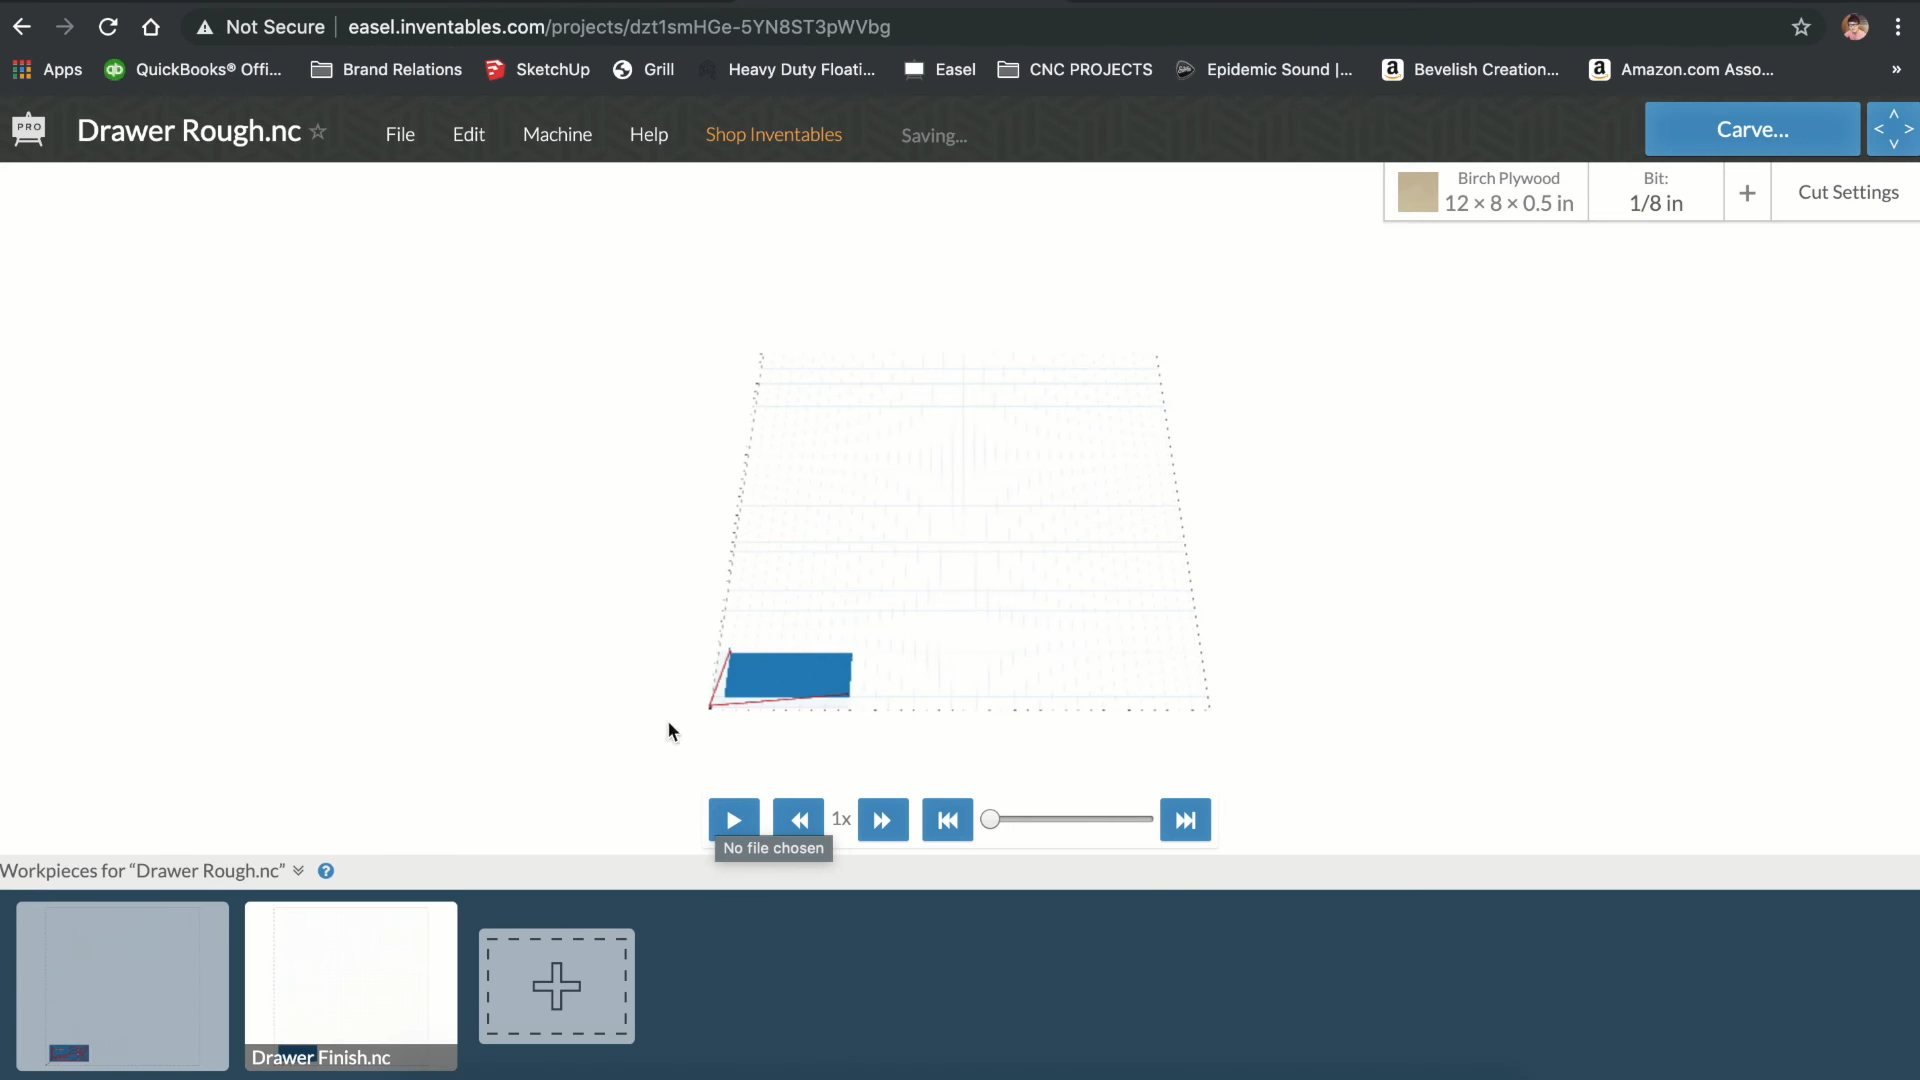 Not Secure easel.inventables.com/projects/dzt1smHGe-5YN8ST3pWVbg
Apps QuickBooks® Offi... Brand Relations SketchUp Grill Heavy Duty Floati... Easel CNC PROJECTS Epidemic Sound |... Bevelish Creation... Amazon.com Asso... »
PRO Drawer Rough.nc File Edit Machine Help Shop Inventables Saving... Carve...
Birch Plywood
12 × 8 × 0.5 in
Bit:
1/8 in
+
Cut Settings
1x
No file chosen
Workpieces for “Drawer Rough.nc” ?
Drawer Finish.nc